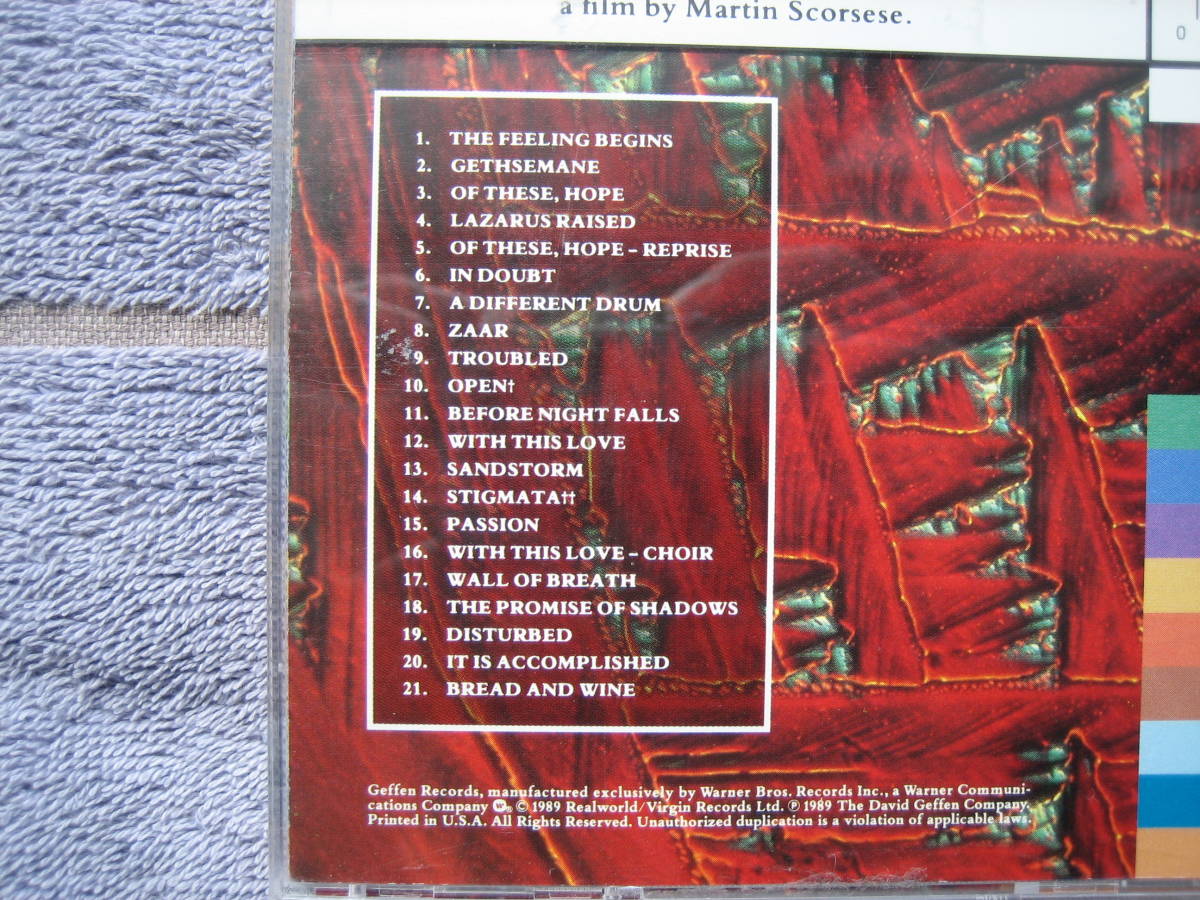 a film by Martin Scorsese.
1. THE FEELING BEGINS
2. GETHSEMANE
3. OF THESE, HOPE
4. LAZARUS RAISED
5. OF THESE, HOPE – REPRISE
6. IN DOUBT
7. A DIFFERENT DRUM
8. ZAAR
9. TROUBLED
10. OPEN†
11. BEFORE NIGHT FALLS
12. WITH THIS LOVE
13. SANDSTORM
14. STIGMATA††
15. PASSION
16. WITH THIS LOVE – CHOIR
17. WALL OF BREATH
18. THE PROMISE OF SHADOWS
19. DISTURBED
20. IT IS ACCOMPLISHED
21. BREAD AND WINE
Geffen Records, manufactured exclusively by Warner Bros. Records Inc., a Warner Communi-
cations Company © 1989 Realworld/Virgin Records Ltd. ℗ 1989 The David Geffen Company.
Printed in U.S.A. All Rights Reserved. Unauthorized duplication is a violation of applicable laws.